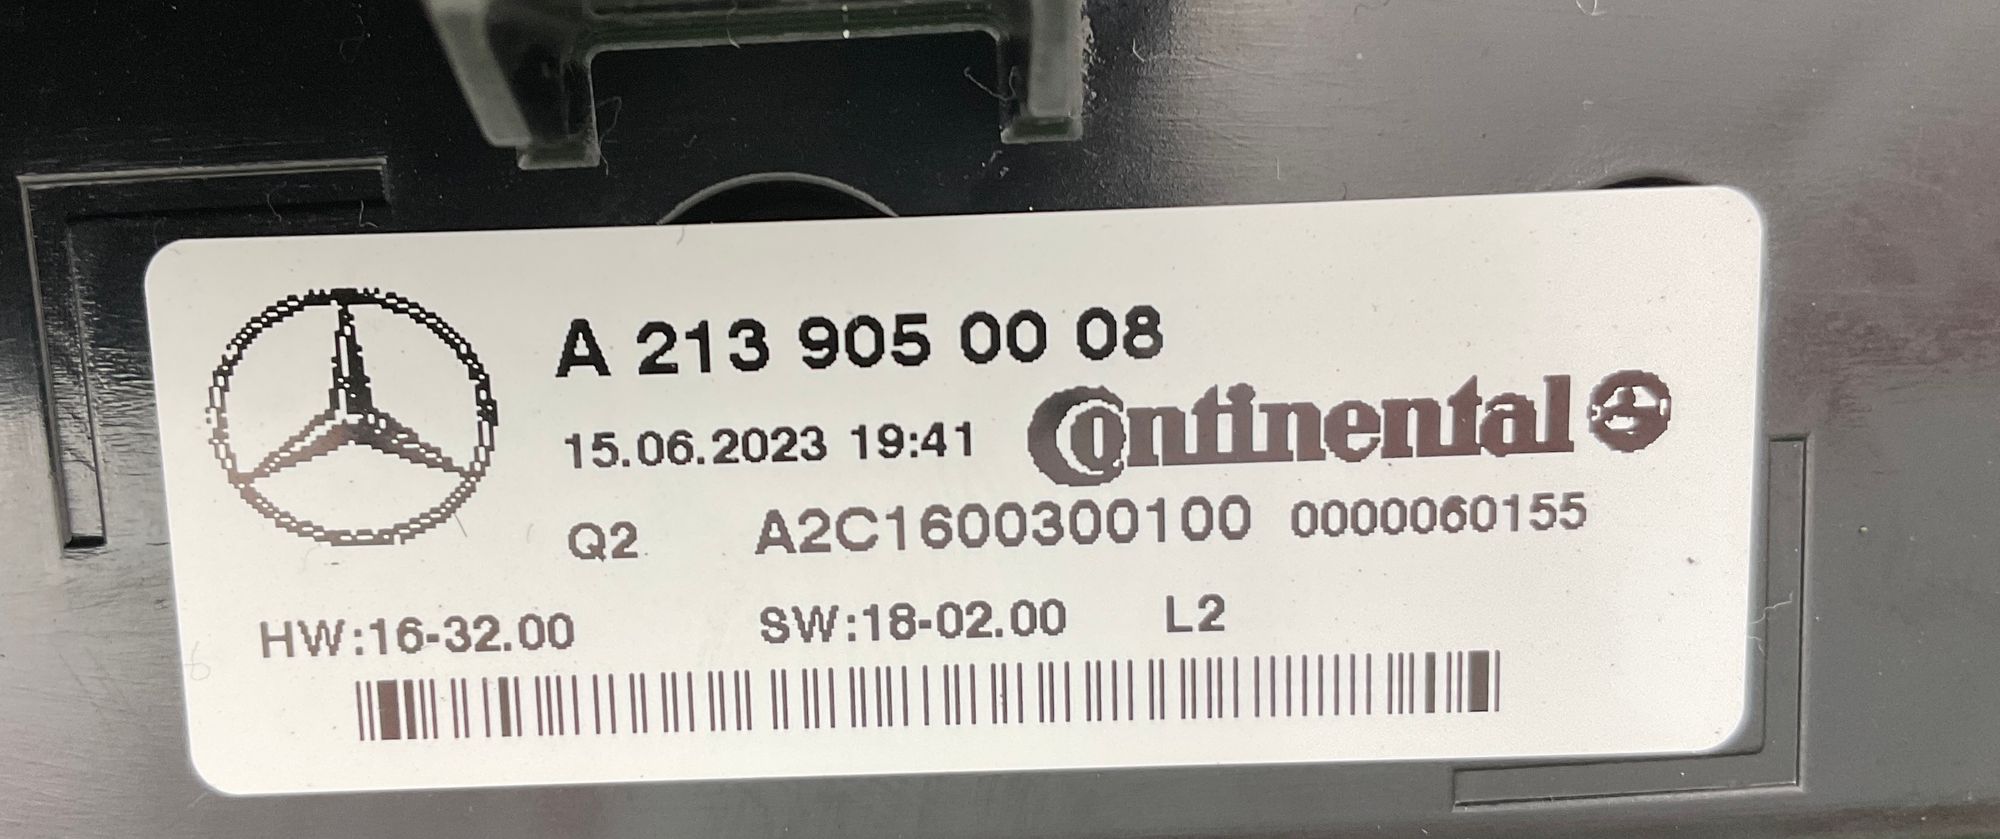 A 213 905 00 08
15.06.2023 19:41 Continental
Q2 A2C1600300100 0000060155
HW:16-32.00 SW:18-02.00 L2